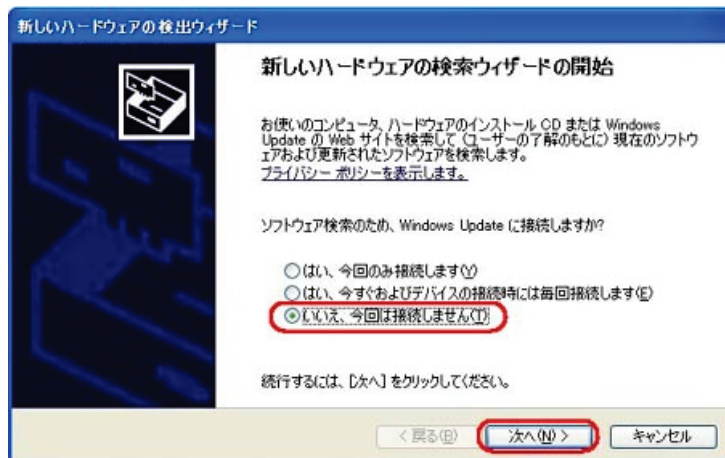 新しいハードウェアの検出ウィザード
新しいハードウェアの検索ウィザードの開始
お使いのコンピュータ、ハードウェアのインストール CD または Windows
Update の Web サイトを検索して (ユーザーの了解のもとに) 現在のソフトウ
ェアおよび更新されたソフトウェアを検索します。
プライバシー ポリシーを表示します。
ソフトウェア検索のため、Windows Update に接続しますか?
はい、今回のみ接続します(Y)
はい、今すぐおよびデバイスの接続時には毎回接続します(E)
いいえ、今回は接続しません(T)
続行するには、[次へ] をクリックしてください。
< 戻る(B)
次へ(N) >
キャンセル